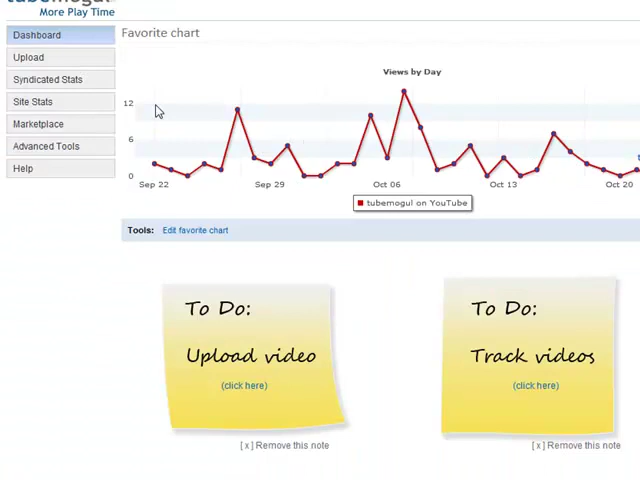 tubemogul
More Play Time
Dashboard
Upload
Syndicated Stats
Site Stats
Marketplace
Advanced Tools
Help
Favorite chart
Views by Day
12
6
0
Sep 22
Sep 29
Oct 06
Oct 13
Oct 20
tubemogul on YouTube
Tools: Edit favorite chart
To Do:
Upload video
(click here)
[ x ] Remove this note
To Do:
Track videos
(click here)
[ x ] Remove this note